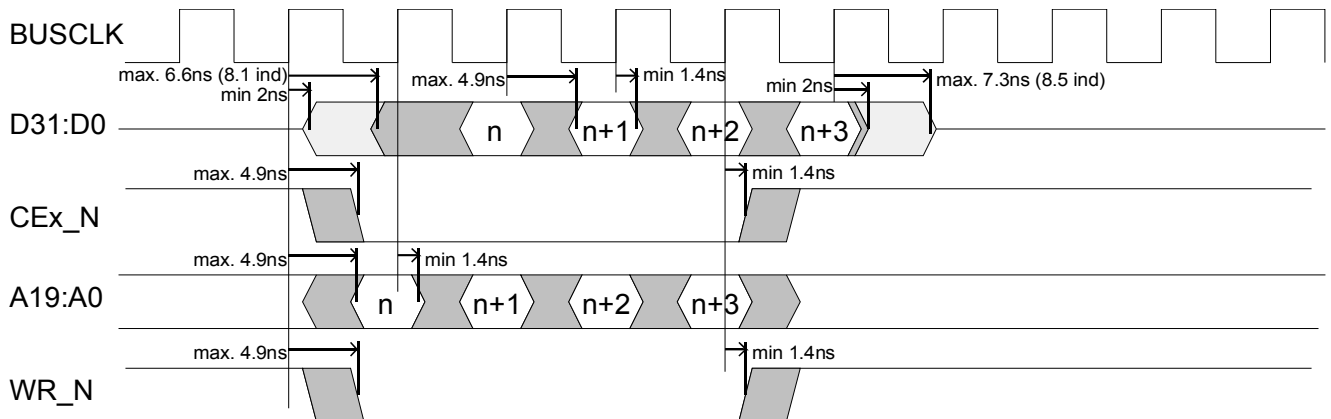 BUSCLK
max. 6.6ns (8.1 ind)
max. 4.9ns
min 1.4ns
min 2ns
max. 7.3ns (8.5 ind)
min 2ns
D31:D0
n
n+1
n+2
n+3
max. 4.9ns
min 1.4ns
CEx_N
max. 4.9ns
min 1.4ns
A19:A0
n
n+1
n+2
n+3
max. 4.9ns
min 1.4ns
WR_N